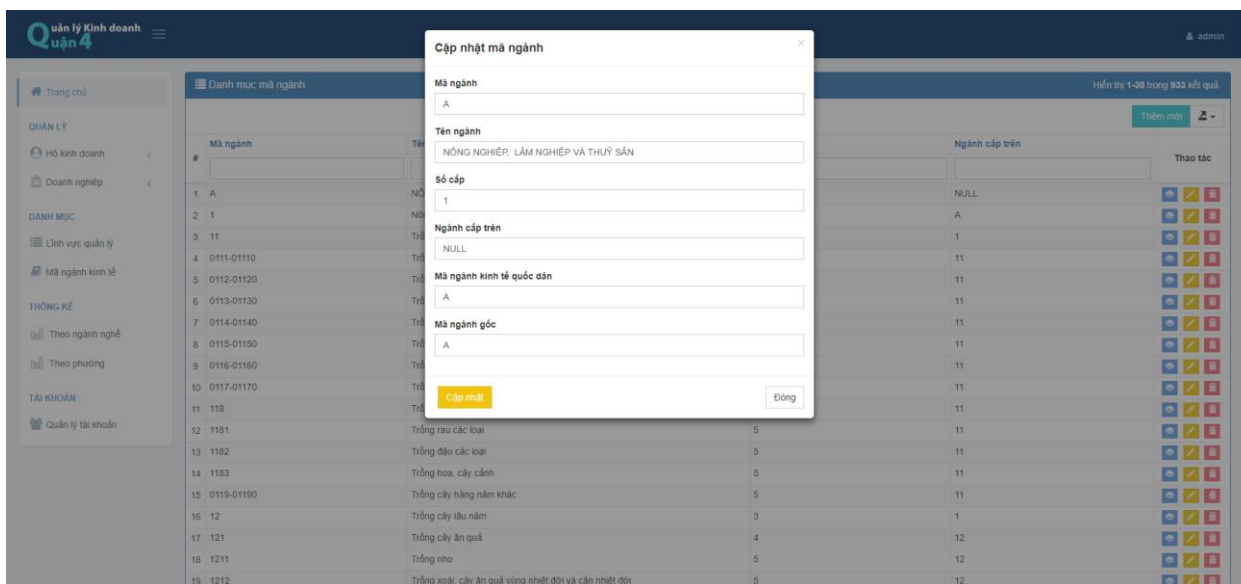 Quản lý Kinh doanh
Quận 4
admin
Trang chủ
QUẢN LÝ
Hộ kinh doanh
Doanh nghiệp
DANH MỤC
Lĩnh vực quản lý
Mã ngành kinh tế
THỐNG KÊ
Theo ngành nghề
Theo phường
TÀI KHOẢN
Quản lý tài khoản
Danh mục mã ngành
Hiển thị 1-30 trong 933 kết quả.
Thêm mới
# Mã ngành Ngành cấp trên Thao tác
Cập nhật mã ngành ×
Mã ngành
A
Tên ngành
NÔNG NGHIỆP, LÂM NGHIỆP VÀ THUỶ SẢN
Số cấp
1
Ngành cấp trên
NULL
Mã ngành kinh tế quốc dân
A
Mã ngành gốc
A
Cập nhật Đóng
1 A NULL
2 1 A
3 11 1
4 0111-01110 11
5 0112-01120 11
6 0113-01130 11
7 0114-01140 11
8 0115-01150 11
9 0116-01160 11
10 0117-01170 11
11 118 11
12 1181 Trồng rau các loại 5 11
13 1182 Trồng đậu các loại 5 11
14 1183 Trồng hoa, cây cảnh 5 11
15 0119-01190 Trồng cây hàng năm khác 5 11
16 12 Trồng cây lâu năm 3 1
17 121 Trồng cây ăn quả 4 12
18 1211 Trồng nho 5 12
19 1212 Trồng xoài, cây ăn quả vùng nhiệt đới và cận nhiệt đới 5 12